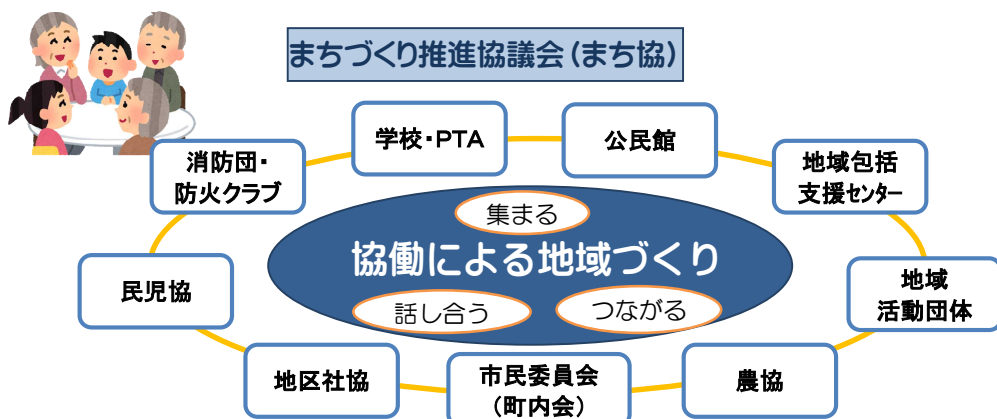 まちづくり推進協議会(まち協)
学校・PTA
公民館
消防団・
防火クラブ
地域包括
支援センター
集まる
協働による地域づくり
民児協
地域
活動団体
話し合う
つながる
地区社協
市民委員会
(町内会)
農協